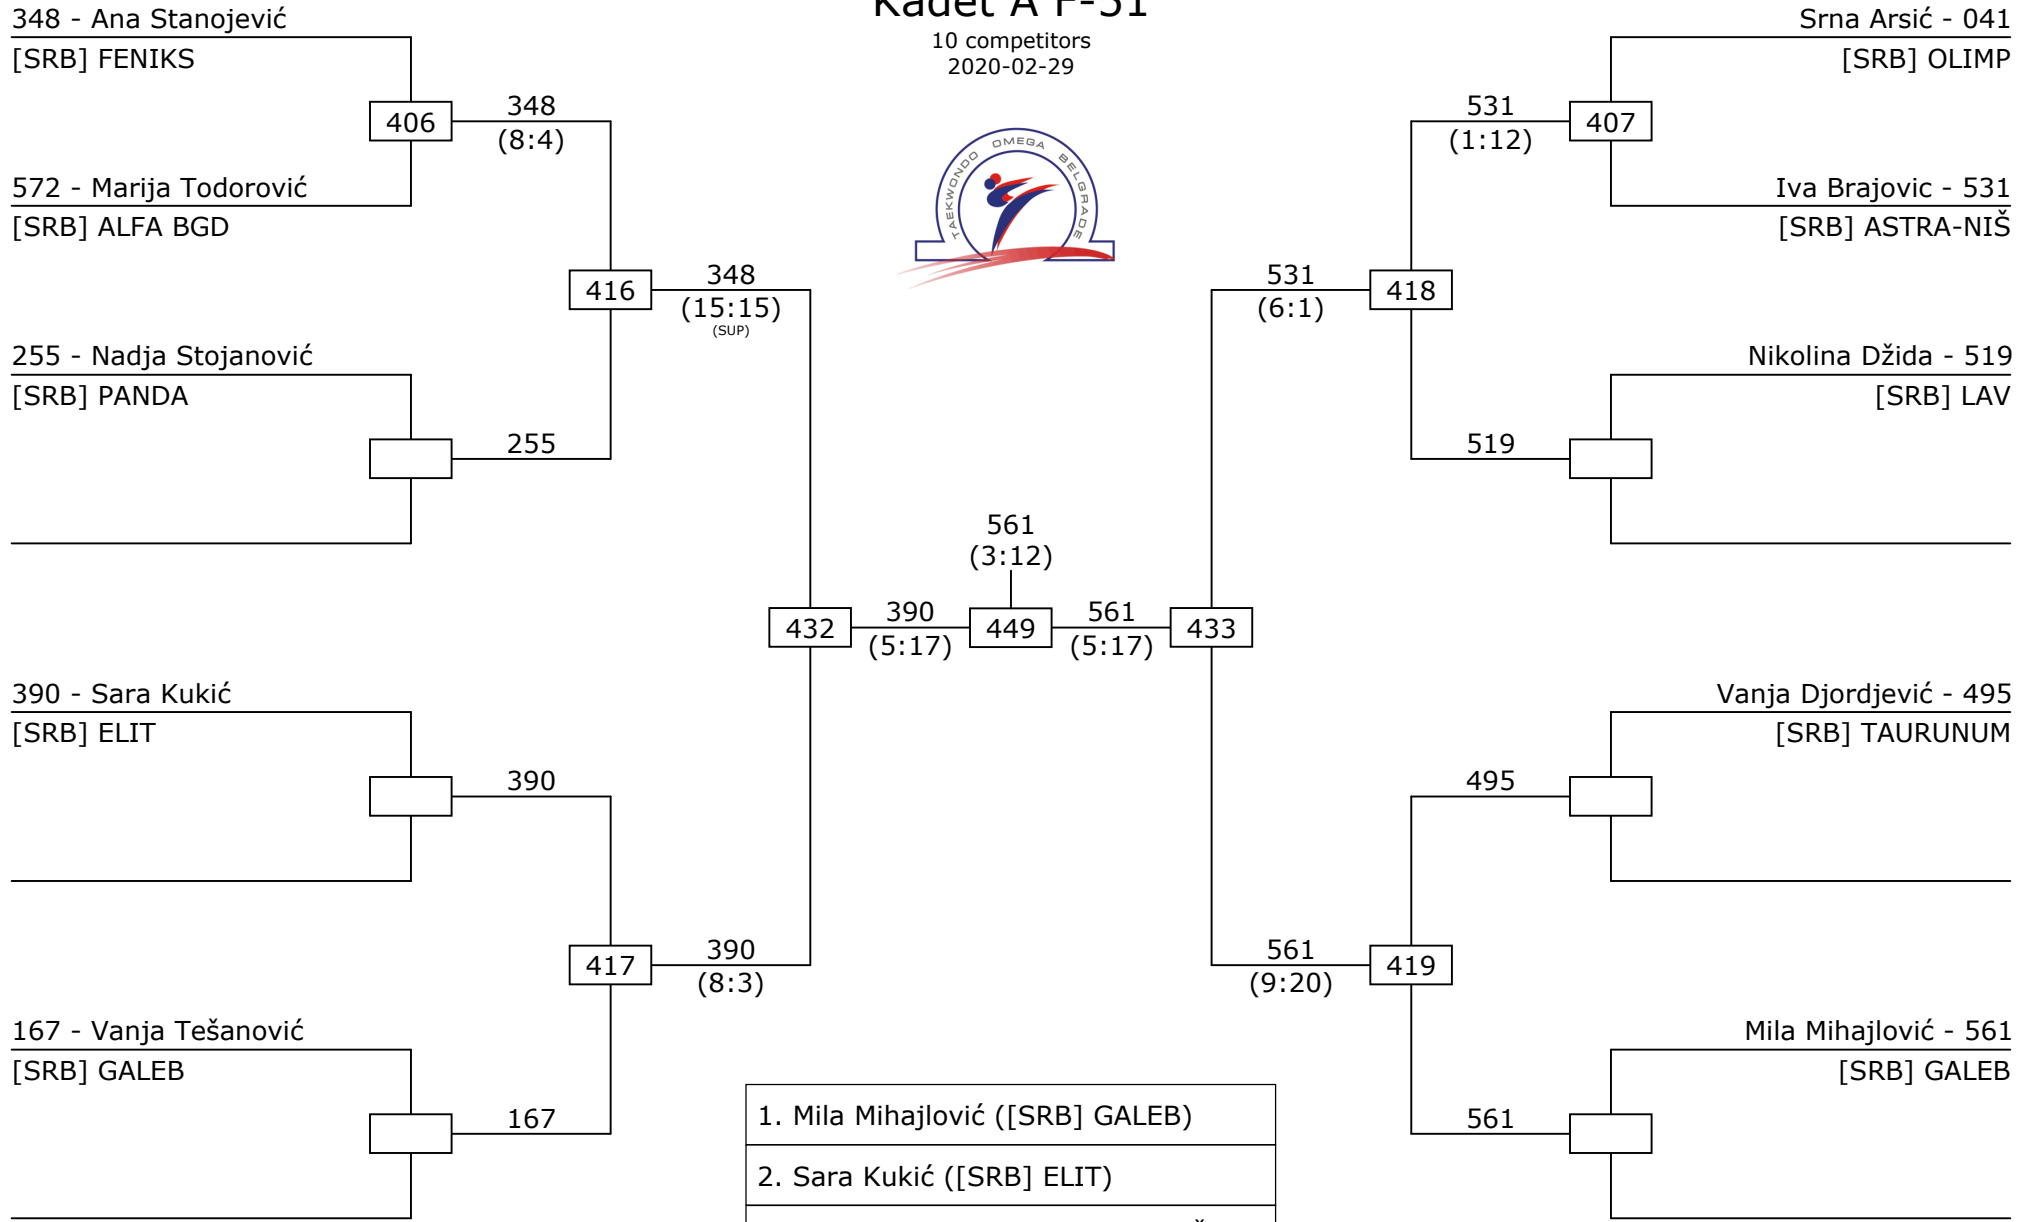 Kadet A F-51
10 competitors
2020-02-29
TAEKWONDO OMEGA BELGRADE
348 - Ana Stanojević
[SRB] FENIKS
406
348
(8:4)
572 - Marija Todorović
[SRB] ALFA BGD
416
348
(15:15)
(SUP)
255 - Nadja Stojanović
[SRB] PANDA
255
390 - Sara Kukić
[SRB] ELIT
390
417
390
(8:3)
167 - Vanja Tešanović
[SRB] GALEB
167
432
390
(5:17)
561
(3:12)
449
561
(5:17)
433
Srna Arsić - 041
[SRB] OLIMP
531
(1:12)
407
Iva Brajovic - 531
[SRB] ASTRA-NIŠ
531
(6:1)
418
Nikolina Džida - 519
[SRB] LAV
519
Vanja Djordjević - 495
[SRB] TAURUNUM
495
561
(9:20)
419
Mila Mihajlović - 561
[SRB] GALEB
561
1. Mila Mihajlović ([SRB] GALEB)
2. Sara Kukić ([SRB] ELIT)